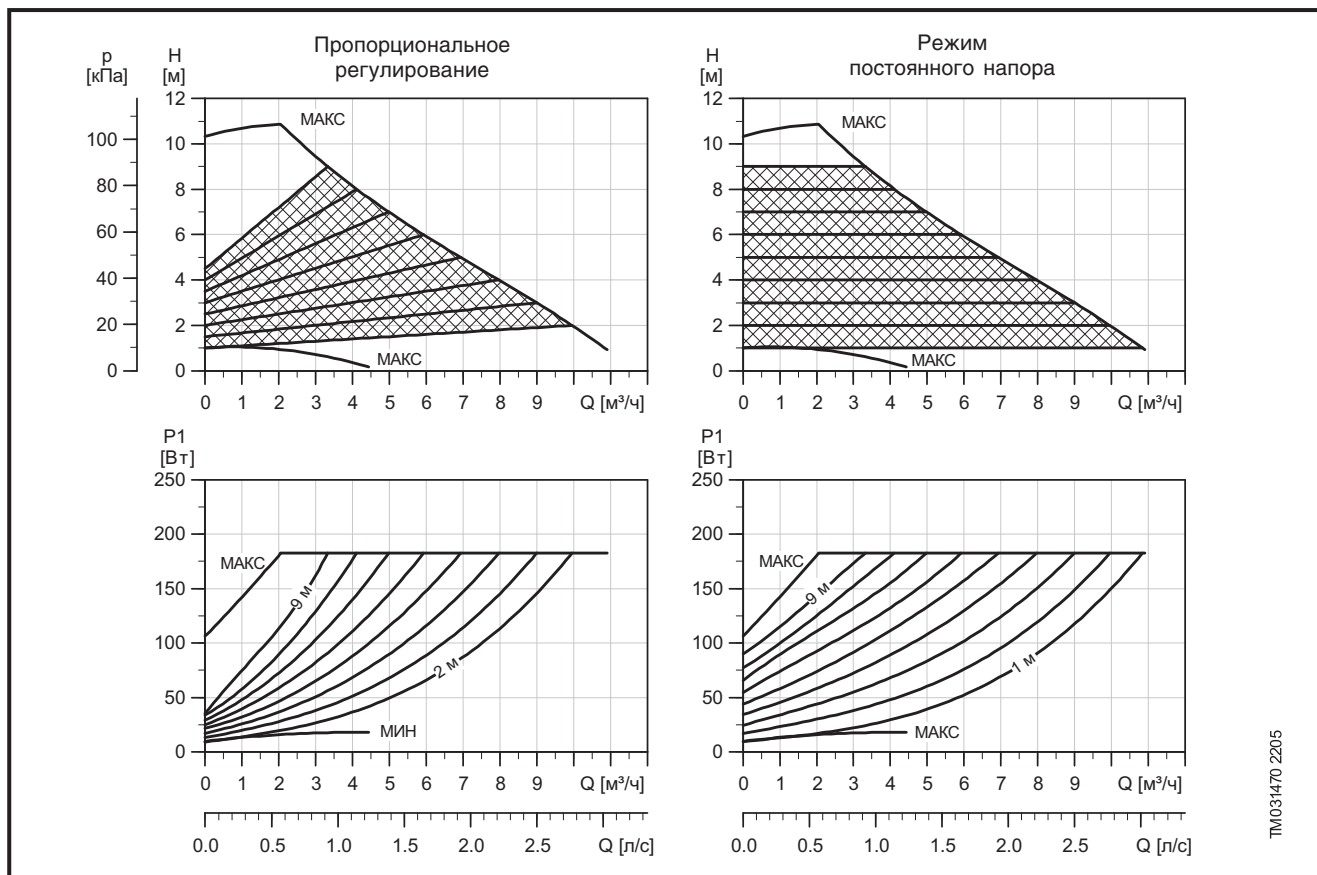 Пропорциональное
регулирование
p
[кПа]
H
[м]
12
10
8
6
4
2
0
100
80
60
40
20
0
МАКС
МАКС
0 1 2 3 4 5 6 7 8 9 Q [м³/ч]
Режим
постоянного напора
H
[м]
12
10
8
6
4
2
0
МАКС
МАКС
0 1 2 3 4 5 6 7 8 9 Q [м³/ч]
P1
[Вт]
250
200
150
100
50
0
МАКС
9 м
2 м
МИН
0 1 2 3 4 5 6 7 8 9 Q [м³/ч]
0.0 0.5 1.0 1.5 2.0 2.5 Q [л/с]
P1
[Вт]
250
200
150
100
50
0
МАКС
9 м
1 м
МАКС
0 1 2 3 4 5 6 7 8 9 Q [м³/ч]
0.0 0.5 1.0 1.5 2.0 2.5 Q [л/с]
TM031470 2205